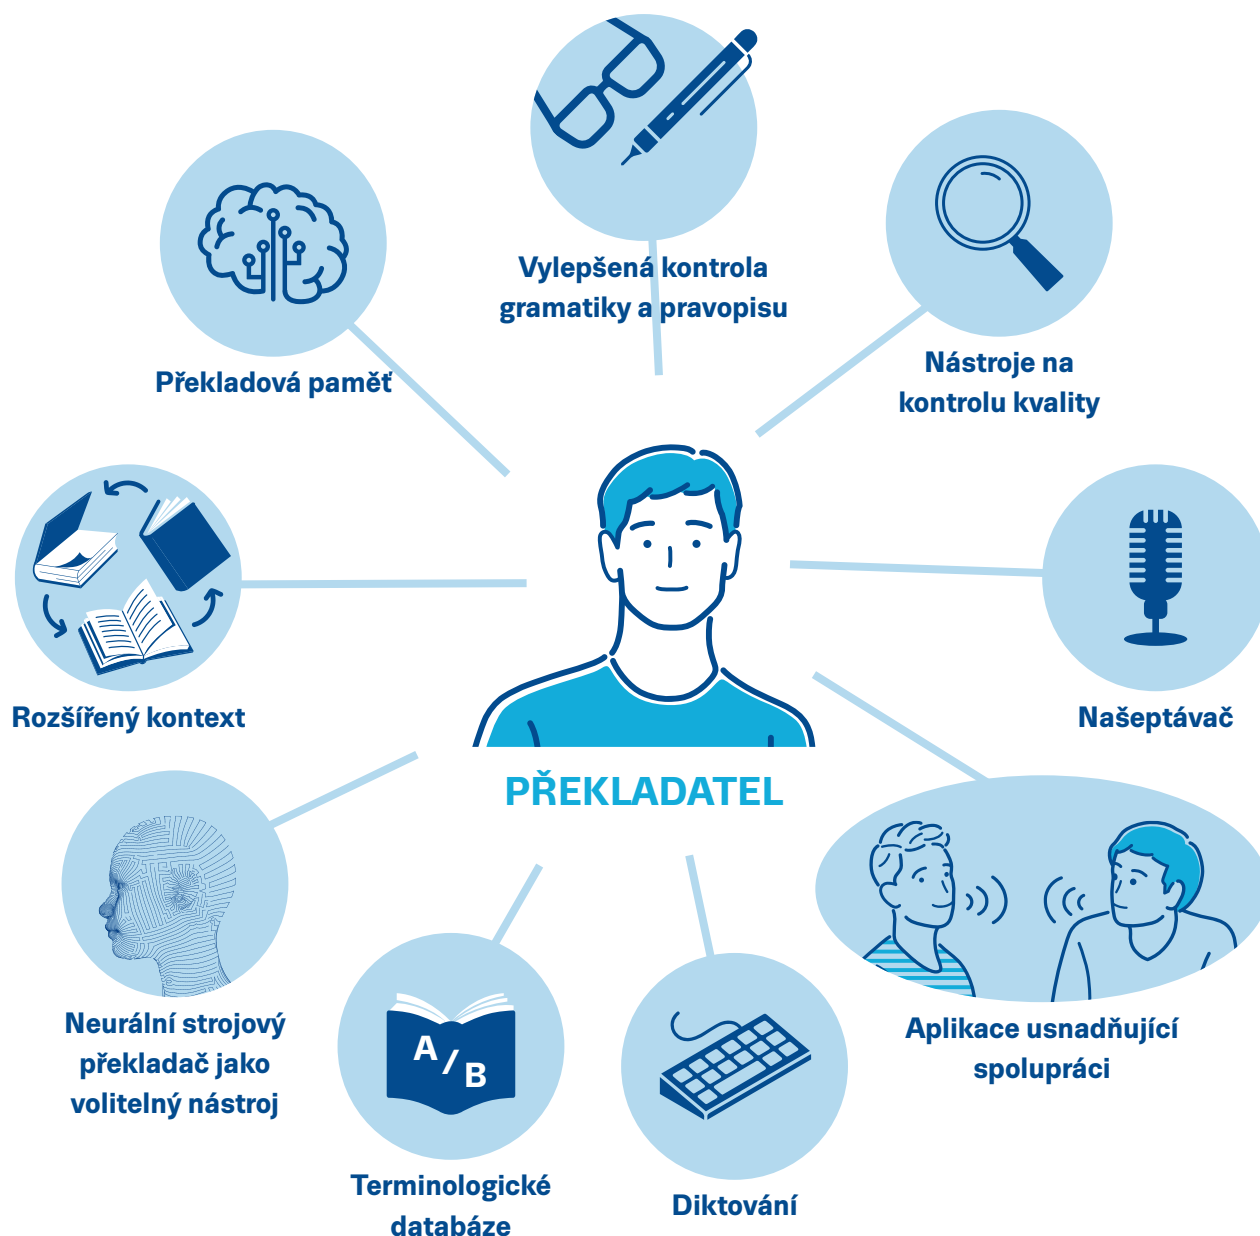 Vylepšená kontrola
gramatiky a pravopisu
Překladová paměť
Nástroje na
kontrolu kvality
Rozšířený kontext
Našeptávač
PŘEKLADATEL
Neurální strojový
překladač jako
volitelný nástroj
A/B
Terminologické
databáze
Diktování
Aplikace usnadňující
spolupráci